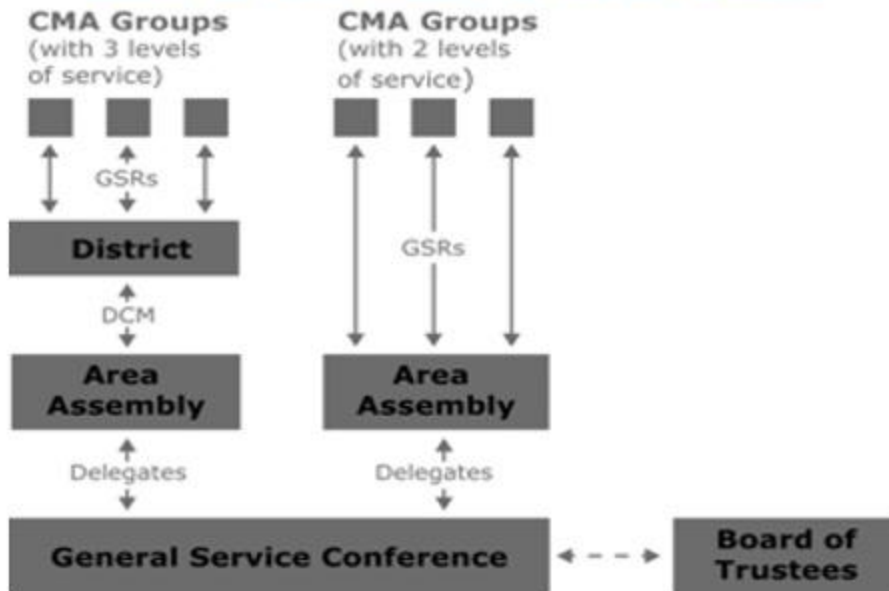 CMA Groups
(with 3 levels
of service)
CMA Groups
(with 2 levels
of service)
GSRs
GSRs
District
DCM
Area
Assembly
Area
Assembly
Delegates
Delegates
General Service Conference
Board of
Trustees